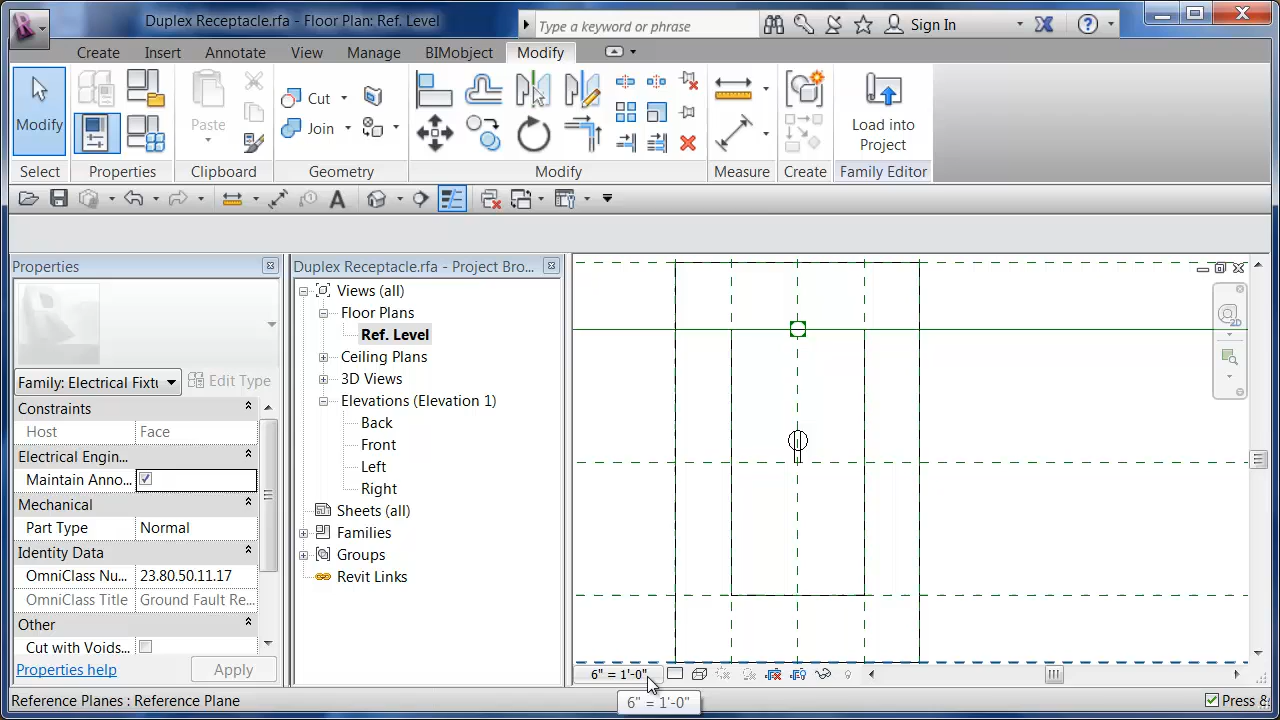 Duplex Receptacle.rfa - Floor Plan: Ref. Level
Type a keyword or phrase
Sign In
Create Insert Annotate View Manage BIMobject Modify
Modify
Paste
Cut
Join
Load into
Project
Select Properties Clipboard Geometry Modify Measure Create Family Editor
Properties
Family: Electrical Fixtu
Edit Type
Constraints
Host Face
Electrical Engin...
Maintain Anno...
Mechanical
Part Type Normal
Identity Data
OmniClass Nu... 23.80.50.11.17
OmniClass Title Ground Fault Re...
Other
Cut with Voids...
Properties help
Apply
Duplex Receptacle.rfa - Project Bro...
Views (all)
Floor Plans
Ref. Level
Ceiling Plans
3D Views
Elevations (Elevation 1)
Back
Front
Left
Right
Sheets (all)
Families
Groups
Revit Links
2D
6" = 1'-0"
6" = 1'-0"
Reference Planes : Reference Plane
Press &